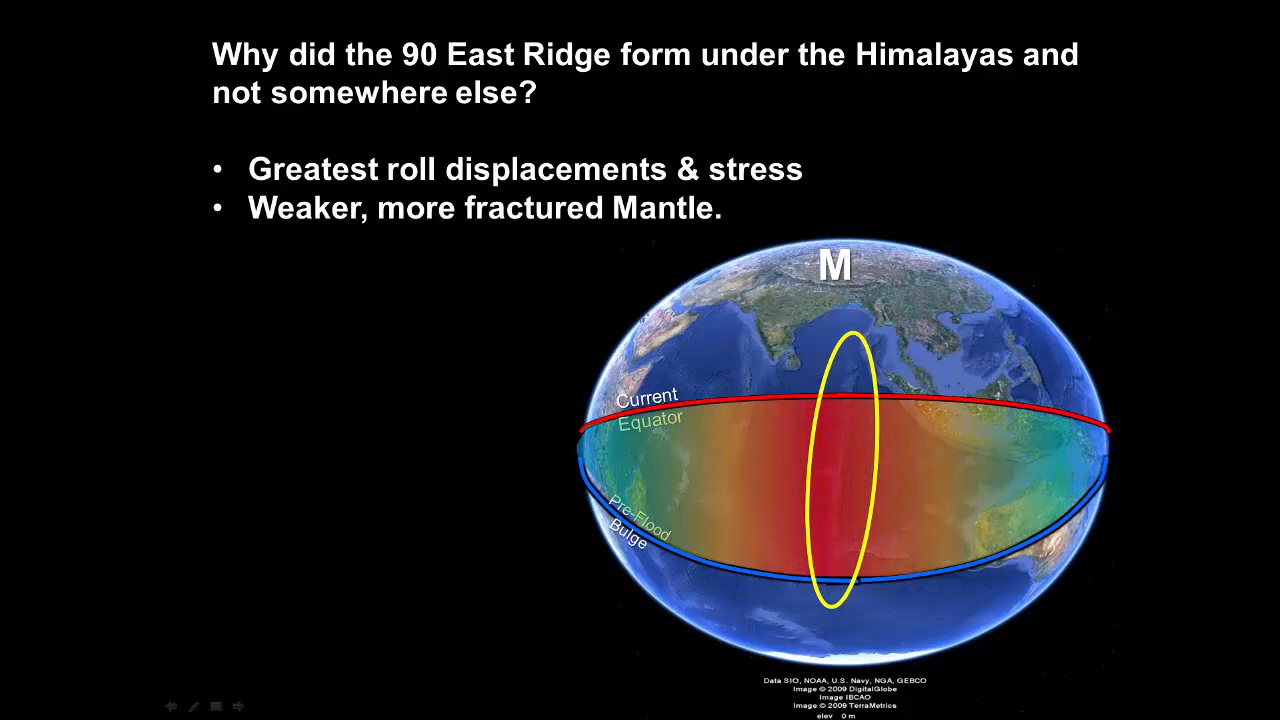 Why did the 90 East Ridge form under the Himalayas and
not somewhere else?
• Greatest roll displacements & stress
• Weaker, more fractured Mantle.
M
Current
Equator
Pre-Flood
Bulge
Data SIO, NOAA, U.S. Navy, NGA, GEBCO
Image © 2009 DigitalGlobe
Image IBCAO
Image © 2009 TerraMetrics
elev 0 m